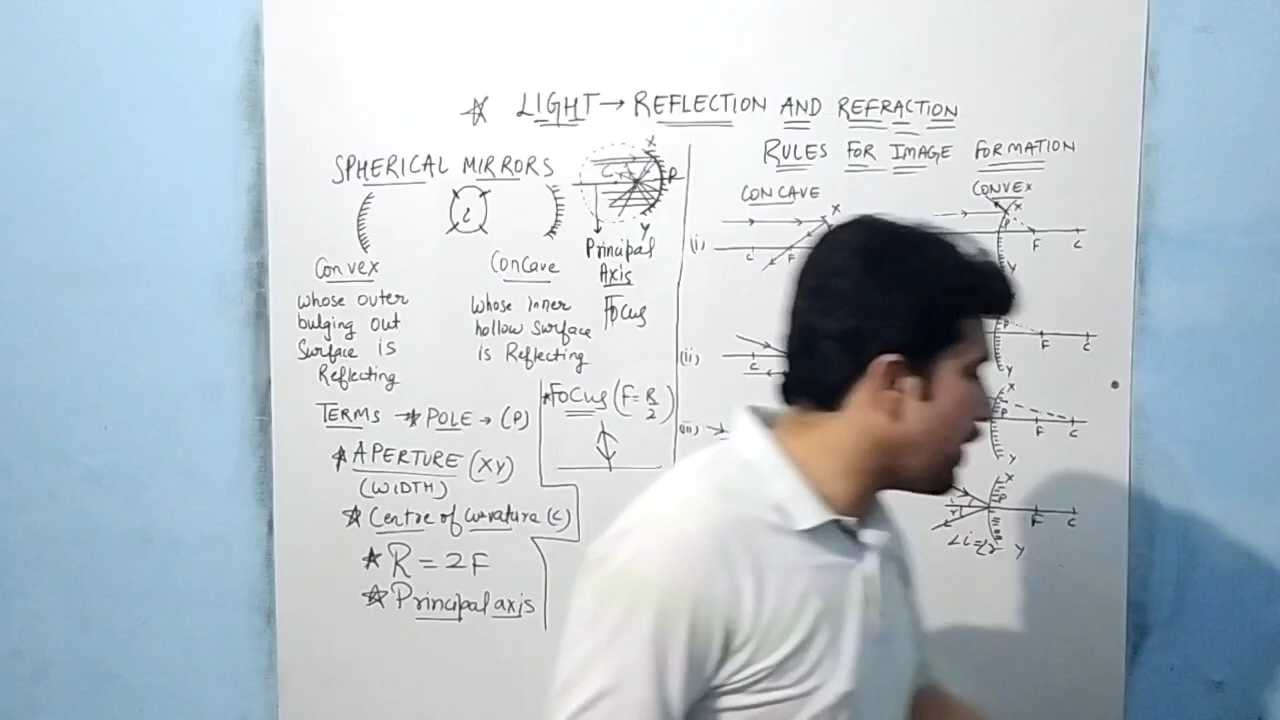 ☆ LIGHT → REFLECTION AND REFRACTION
SPHERICAL MIRRORS
X
C
P
Y
Principal
Axis
Focus
Convex
whose outer
bulging out
Surface is
Reflecting
Concave
Whose inner
hollow Surface
is Reflecting
TERMS → * POLE → (P)
* APERTURE (XY)
(WIDTH)
* Centre of curvature (C)
* R = 2F
* Principal axis
* FOCUS (F = R/2)
RULES FOR IMAGE FORMATION
CONCAVE
CONVEX
(i)
X
C F
X
P
F C
Y
(ii)
C
P
F C
Y
(iii)
X
P
F C
Y
X
P
i
r
F C
∠i=∠r
Y